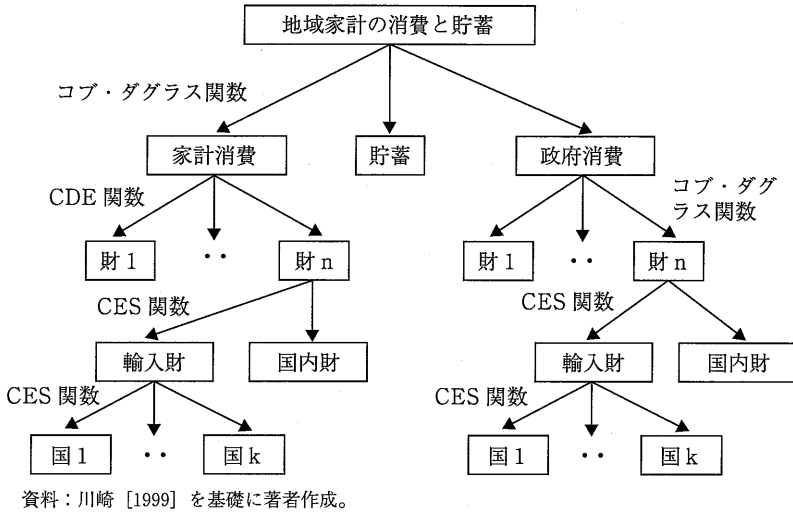 地域家計の消費と貯蓄
コブ・ダグラス関数
家計消費
貯蓄
政府消費
CDE 関数
コブ・ダグ
ラス関数
財 1
‥
財 n
財 1
‥
財 n
CES 関数
CES 関数
輸入財
国内財
輸入財
国内財
CES 関数
CES 関数
国 1
‥
国 k
国 1
‥
国 k
資料：川崎［1999］を基礎に著者作成。